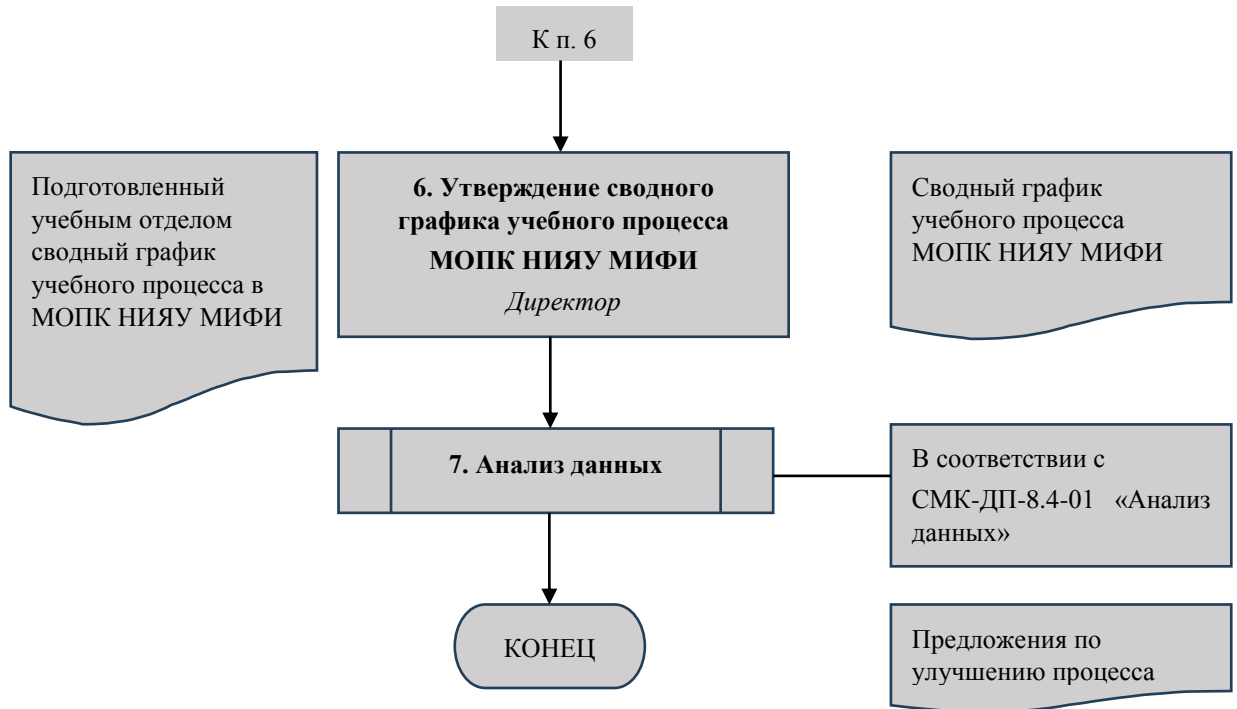 К п. 6
Подготовленный
учебным отделом
сводный график
учебного процесса в
МОПК НИЯУ МИФИ
6. Утверждение сводного
графика учебного процесса
МОПК НИЯУ МИФИ
Директор
Сводный график
учебного процесса
МОПК НИЯУ МИФИ
7. Анализ данных
В соответствии с
СМК-ДП-8.4-01 «Анализ
данных»
КОНЕЦ
Предложения по
улучшению процесса